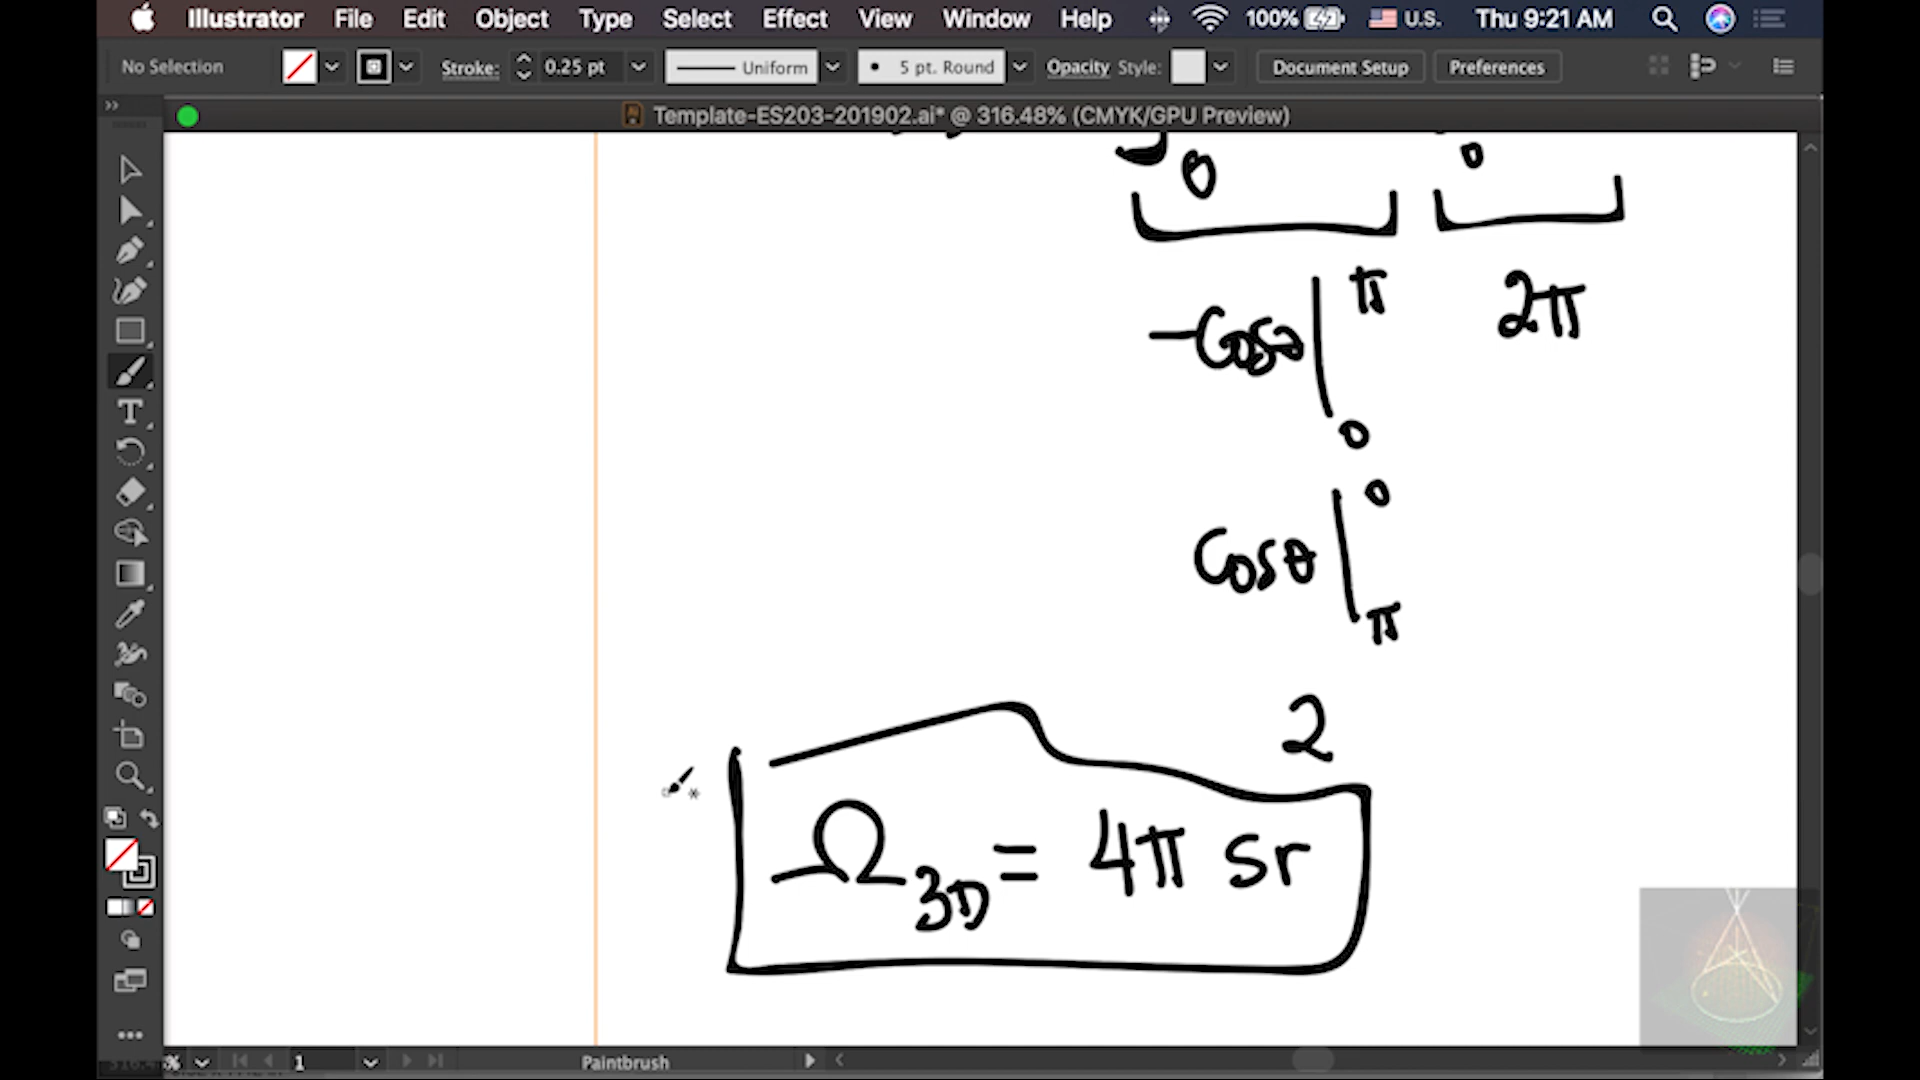 Illustrator File Edit Object Type Select Effect View Window Help 100% U.S. Thu 9:21 AM
No Selection Stroke: 0.25 pt Uniform 5 pt. Round Opacity Style: Document Setup Preferences
Template-ES203-201902.ai* @ 316.48% (CMYK/GPU Preview)
0 0
-Cosθ | π 2π
0
0
Cosθ |
π
2
Ω3D = 4π sr
1 Paintbrush